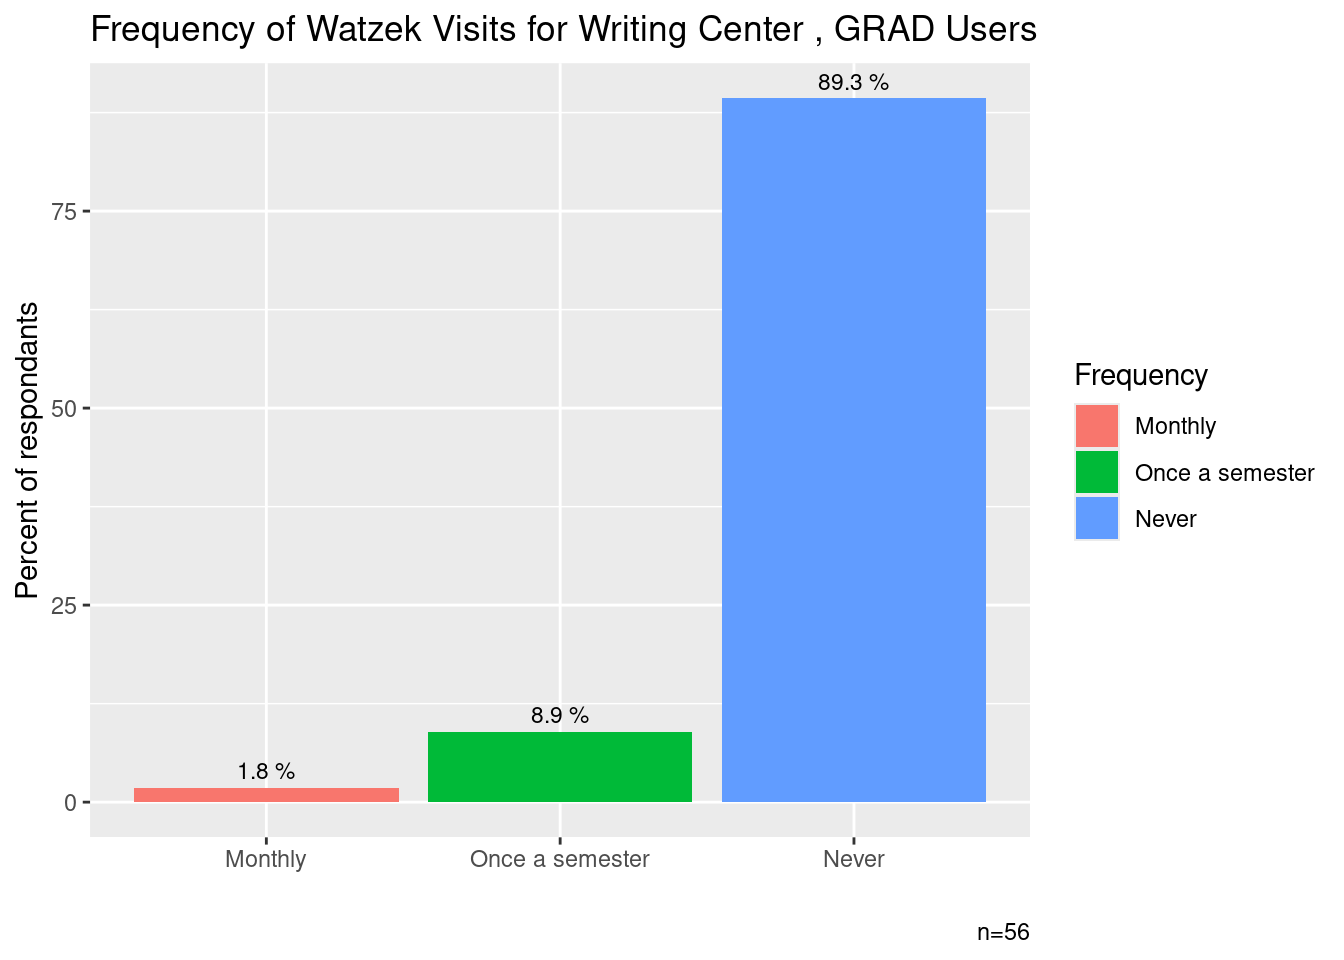 Frequency of Watzek Visits for Writing Center , GRAD Users
89.3 %
75
50
25
0
8.9 %
1.8 %
Percent of respondants
Monthly
Once a semester
Never
Frequency
Monthly
Once a semester
Never
n=56